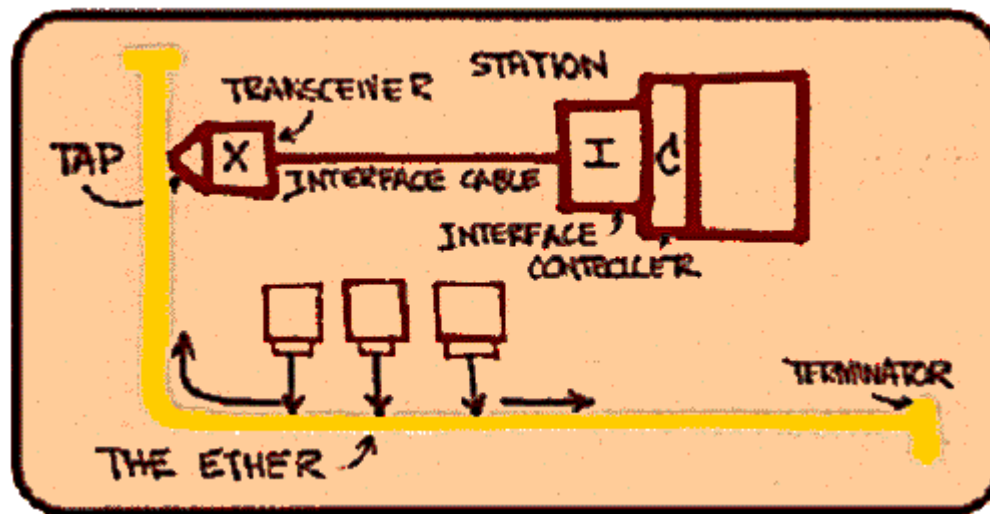 STATION
TRANSCEIVER
TAP
X
I
C
INTERFACE CABLE
INTERFACE
CONTROLLER
TERMINATOR
THE ETHER